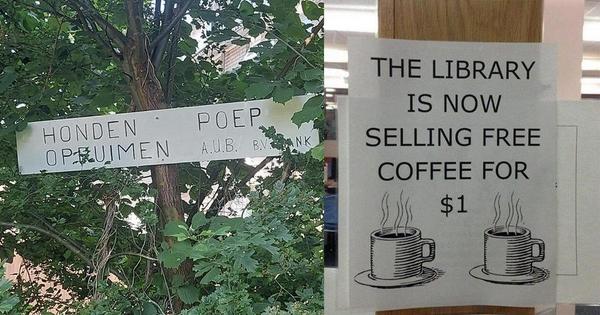 HONDEN POEP
OPRUIMEN A.U.B.
THE LIBRARY
IS NOW
SELLING FREE
COFFEE FOR
$1